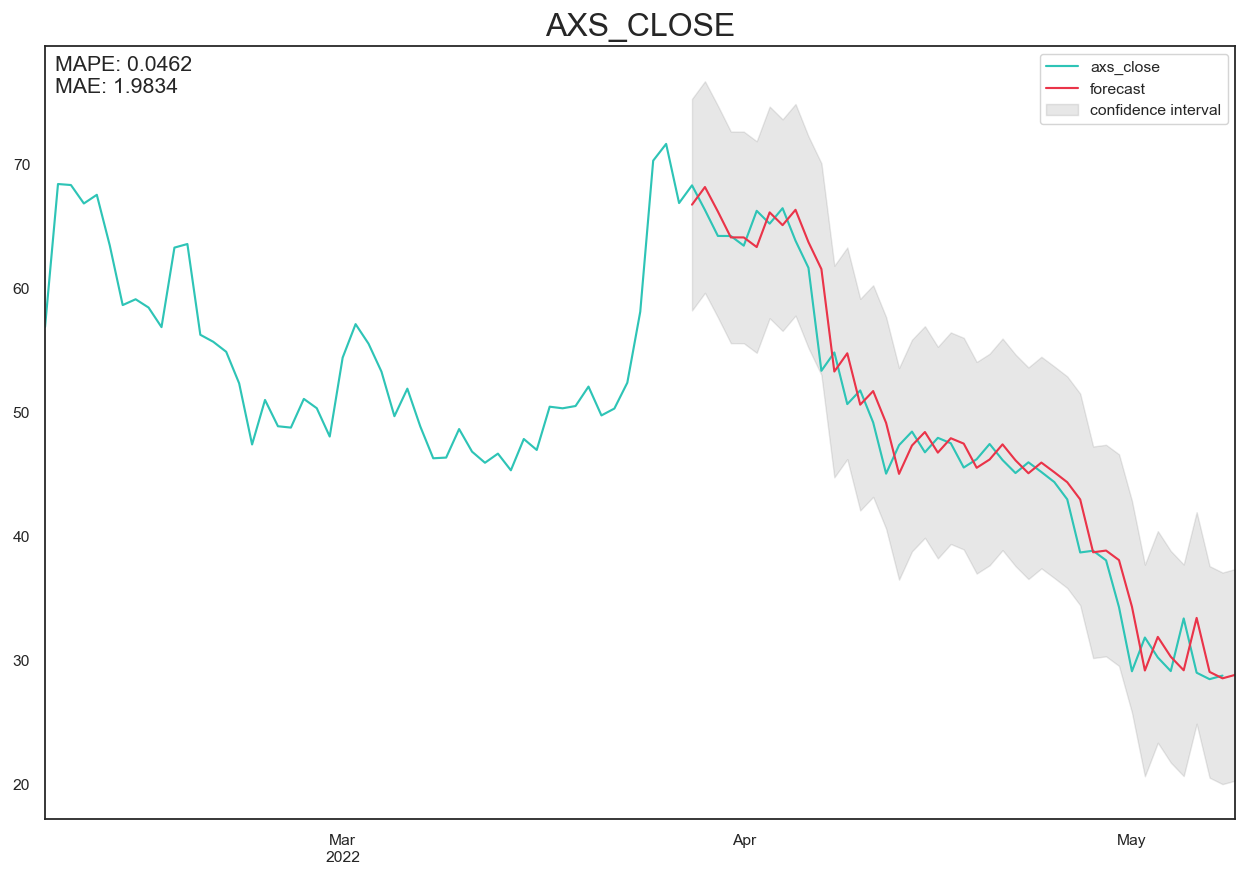 AXS_CLOSE
MAPE: 0.0462
MAE: 1.9834
axs_close
forecast
confidence interval
70
60
50
40
30
20
Mar
2022
Apr
May